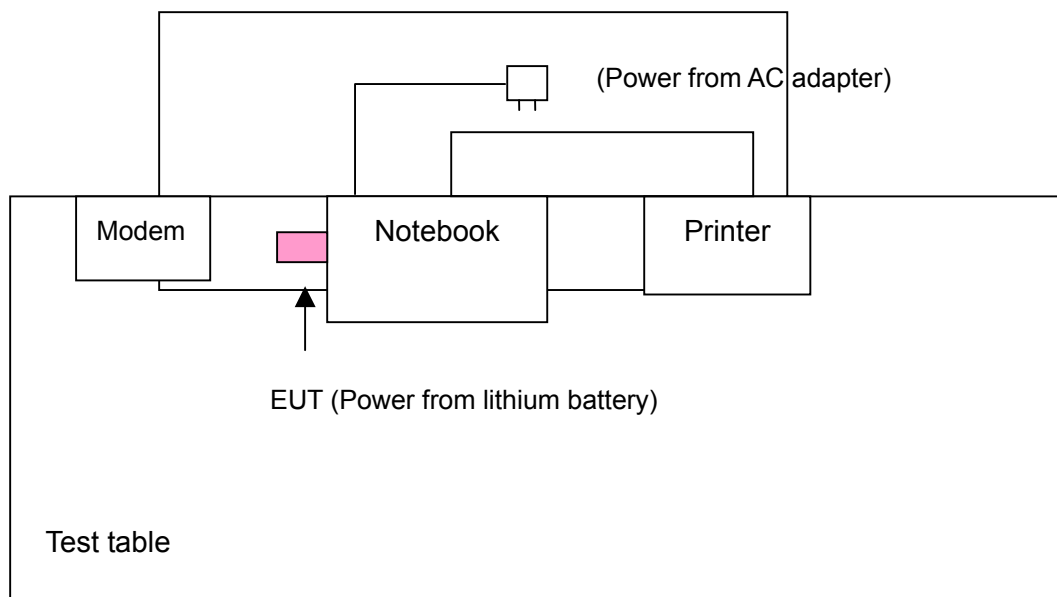 (Power from AC adapter)
Modem
Notebook
Printer
EUT (Power from lithium battery)
Test table